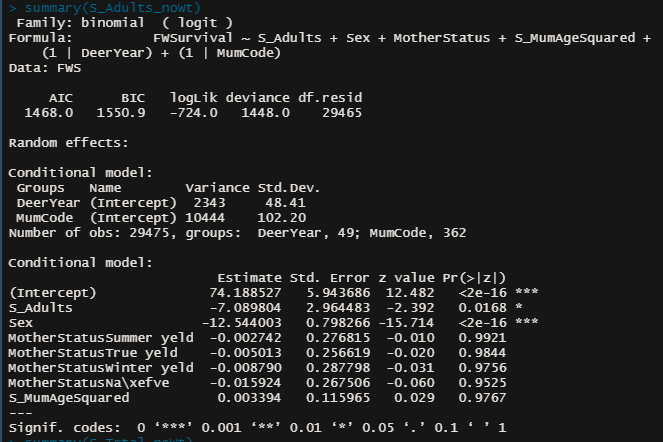 > summary(S_Adults_noWt)
 Family: binomial  ( logit )
Formula:          FWSurvival ~ S_Adults + Sex + MotherStatus + S_MumAgeSquared +
    (1 | DeerYear) + (1 | MumCode)
Data: FWS
     AIC      BIC   logLik deviance df.resid
  1468.0   1550.9   -724.0   1448.0    29465
Random effects:
Conditional model:
 Groups   Name        Variance Std.Dev.
 DeerYear (Intercept)  2343     48.41
 MumCode  (Intercept) 10444    102.20
Number of obs: 29475, groups:  DeerYear, 49; MumCode, 362
Conditional model:
                           Estimate Std. Error z value Pr(>|z|)
(Intercept)               74.188527   5.943686  12.482   <2e-16 ***
S_Adults                  -7.089804   2.964483  -2.392   0.0168 *
Sex                      -12.544003   0.798266 -15.714   <2e-16 ***
MotherStatusSummer yeld   -0.002742   0.276815  -0.010   0.9921
MotherStatusTrue yeld     -0.005013   0.256619  -0.020   0.9844
MotherStatusWinter yeld   -0.008790   0.287798  -0.031   0.9756
MotherStatusNa\xefve      -0.015924   0.267506  -0.060   0.9525
S_MumAgeSquared            0.003394   0.115965   0.029   0.9767
---
Signif. codes:  0 ‘***’ 0.001 ‘**’ 0.01 ‘*’ 0.05 ‘.’ 0.1 ‘ ’ 1
> summary(S_Total_nowt)